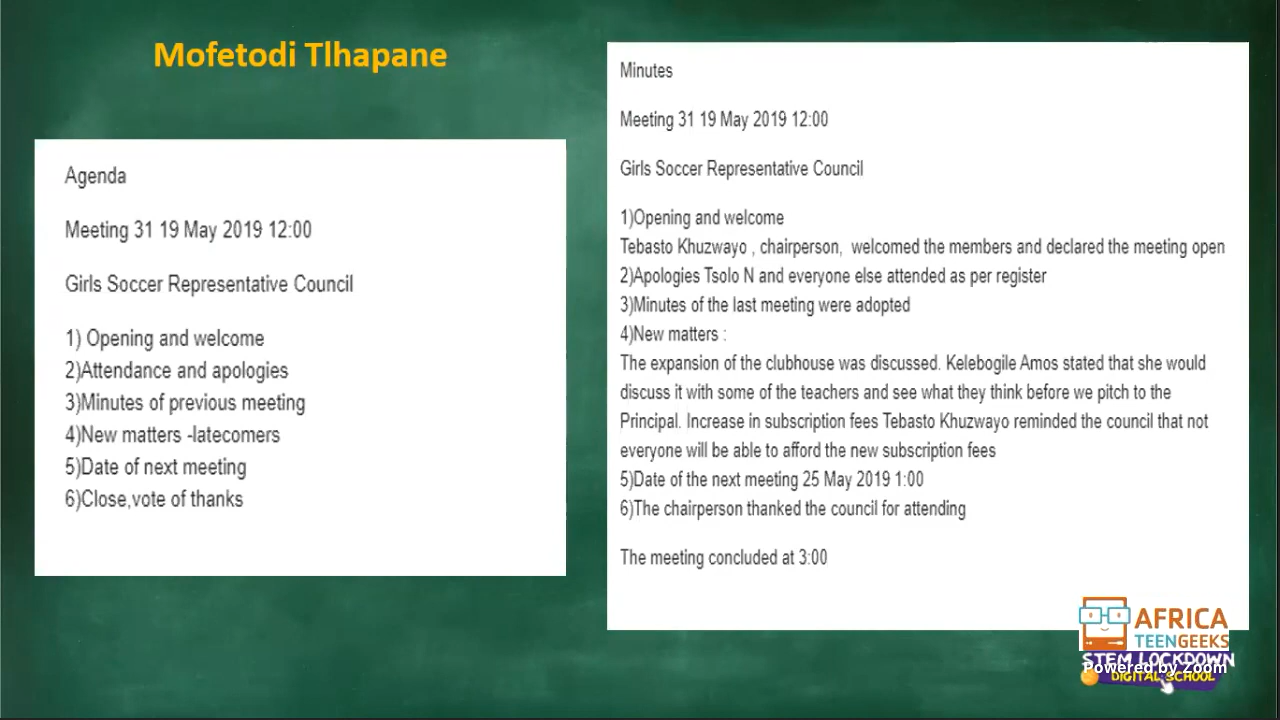 Mofetodi Tlhapane
Agenda
Meeting 31 19 May 2019 12:00
Girls Soccer Representative Council
1) Opening and welcome
2)Attendance and apologies
3)Minutes of previous meeting
4)New matters -latecomers
5)Date of next meeting
6)Close,vote of thanks
Minutes
Meeting 31 19 May 2019 12:00
Girls Soccer Representative Council
1)Opening and welcome
Tebasto Khuzwayo , chairperson,  welcomed the members and declared the meeting open
2)Apologies Tsolo N and everyone else attended as per register
3)Minutes of the last meeting were adopted
4)New matters :
The expansion of the clubhouse was discussed. Kelebogile Amos stated that she would
discuss it with some of the teachers and see what they think before we pitch to the
Principal. Increase in subscription fees Tebasto Khuzwayo reminded the council that not
everyone will be able to afford the new subscription fees
5)Date of the next meeting 25 May 2019 1:00
6)The chairperson thanked the council for attending
The meeting concluded at 3:00
AFRICA
TEENGEEKS
STEM LOCKDOWN
Powered by Zoom
DIGITAL SCHOOL